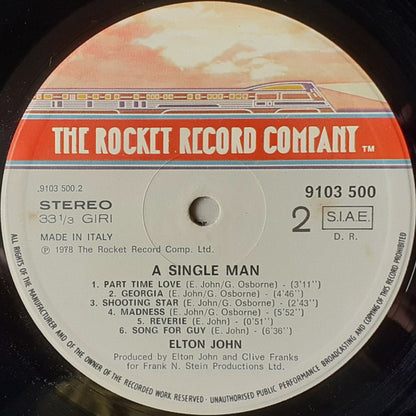 THE ROCKET RECORD COMPANY TM
.9103 500.2
STEREO
33 1/3 GIRI
MADE IN ITALY
℗ 1978 The Rocket Record Comp. Ltd.
9103 500
2
S.I.A.E.
D. R.
A SINGLE MAN
1. PART TIME LOVE (E. John/G. Osborne) - (3'11")
2. GEORGIA (E. John/G. Osborne) - (4'46")
3. SHOOTING STAR (E. John/G. Osborne) - (2'43")
4. MADNESS (E. John/G. Osborne) - (5'52")
5. REVERIE (E. John) - (0'51")
6. SONG FOR GUY (E. John) - (6'36")
ELTON JOHN
Produced by Elton John and Clive Franks
for Frank N. Stein Productions Ltd.
ALL RIGHTS OF THE MANUFACTURER AND OF THE OWNER OF THE RECORDED WORK RESERVED - UNAUTHORISED PUBLIC PERFORMANCE BROADCASTING AND COPYING OF THIS RECORD PROHIBITED